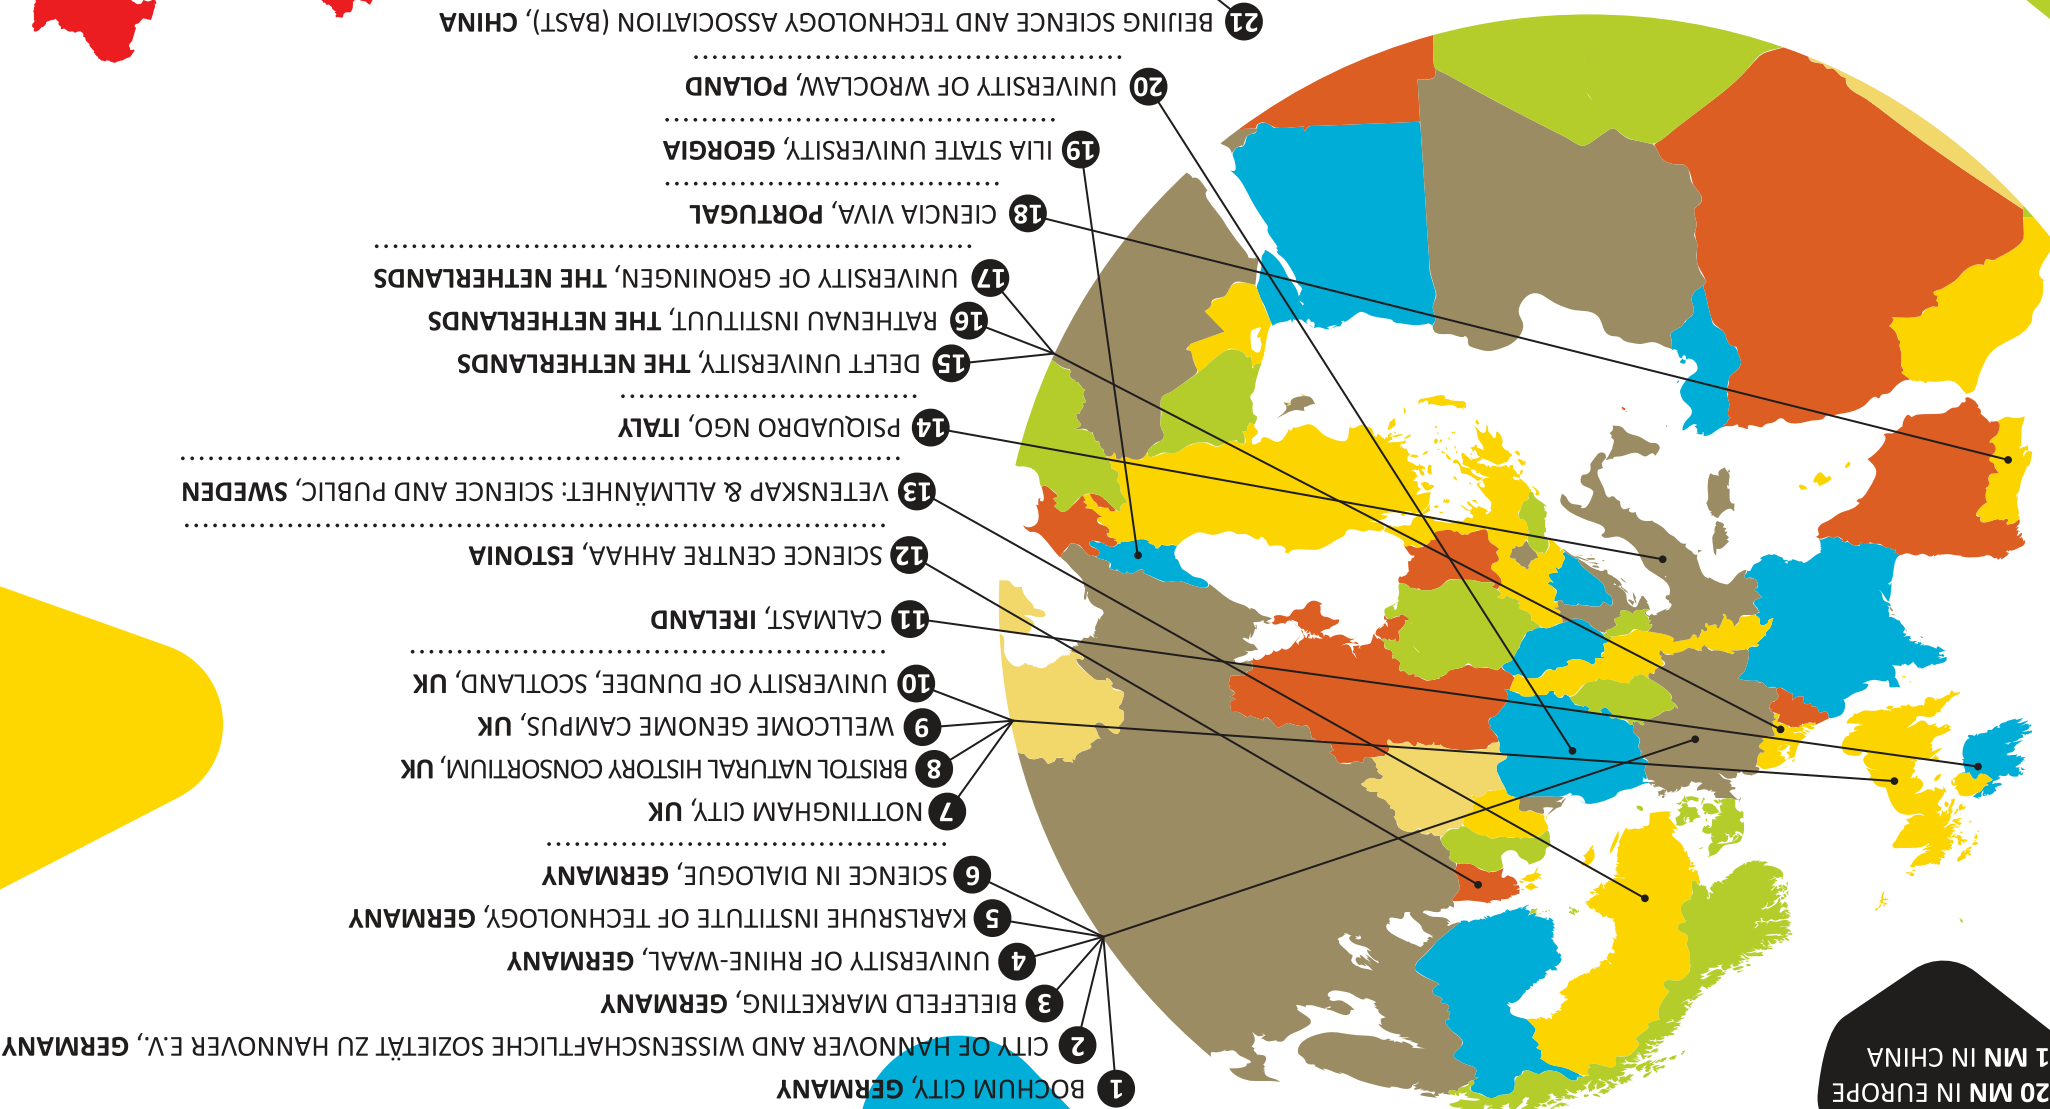 20 MN IN EUROPE
1 MN IN CHINA
1 BOCHUM CITY, GERMANY
2 CITY OF HANNOVER AND WISSENSCHAFTLICHE SOZIETÄT ZU HANNOVER E.V., GERMANY
3 BIELEFELD MARKETING, GERMANY
4 UNIVERSITY OF RHINE-WAAL, GERMANY
5 KARLSRUHE INSTITUTE OF TECHNOLOGY, GERMANY
6 SCIENCE IN DIALOGUE, GERMANY
7 NOTTINGHAM CITY, UK
8 BRISTOL NATURAL HISTORY CONSORTIUM, UK
9 WELLCOME GENOME CAMPUS, UK
10 UNIVERSITY OF DUNDEE, SCOTLAND, UK
11 CALMAST, IRELAND
12 SCIENCE CENTRE AHHAA, ESTONIA
13 VETENSKAP & ALLMÄNHET: SCIENCE AND PUBLIC, SWEDEN
14 PSIQUADRO NGO, ITALY
15 DELFT UNIVERSITY, THE NETHERLANDS
16 RATHENAU INSTITUUT, THE NETHERLANDS
17 UNIVERSITY OF GRONINGEN, THE NETHERLANDS
18 CIENCIA VIVA, PORTUGAL
19 ILIA STATE UNIVERSITY, GEORGIA
20 UNIVERSITY OF WROCLAW, POLAND
21 BEIJING SCIENCE AND TECHNOLOGY ASSOCIATION (BAST), CHINA